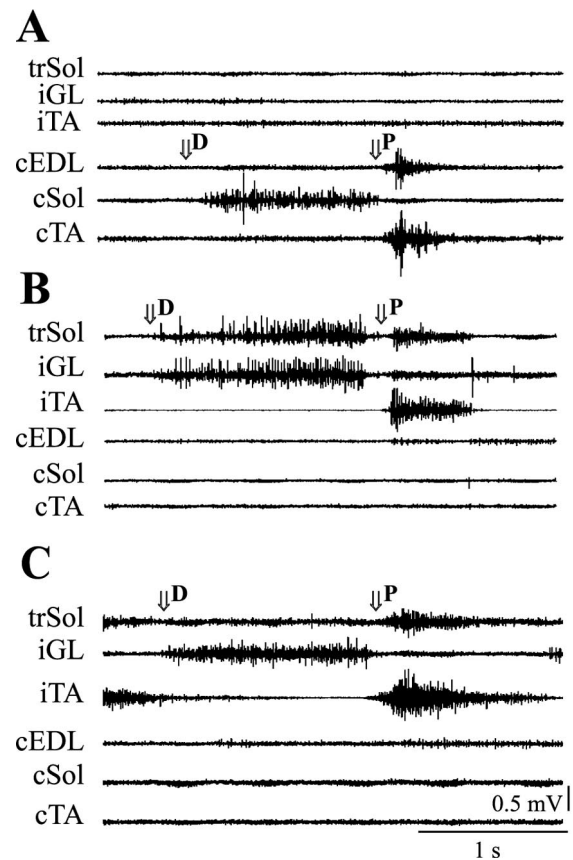 A
trSol
iGL
iTA
⇓D ⇓P
cEDL
cSol
cTA
B
⇓D ⇓P
trSol
iGL
iTA
cEDL
cSol
cTA
C
⇓D ⇓P
trSol
iGL
iTA
cEDL
cSol
0.5 mV
cTA
1 s